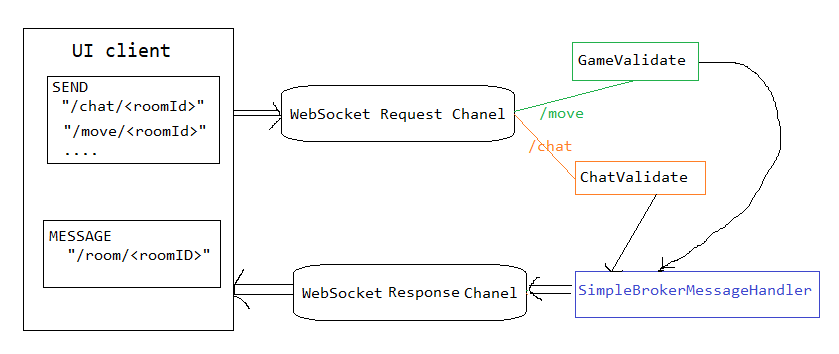 UI client
SEND
"/chat/<roomId>"
"/move/<roomId>"
....
WebSocket Request Chanel
/move
/chat
GameValidate
ChatValidate
MESSAGE
"/room/<roomID>"
WebSocket Response Chanel
SimpleBrokerMessageHandler